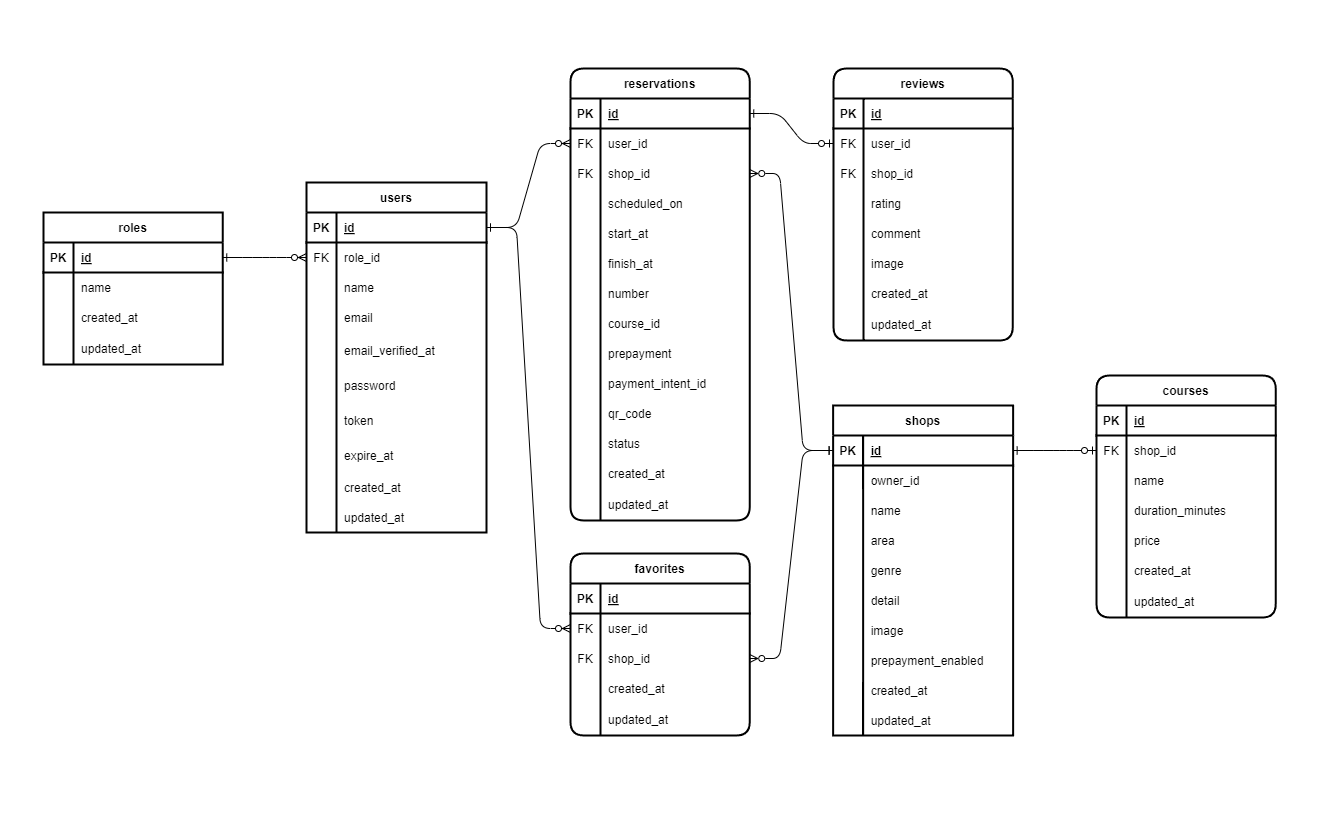 roles
PK id
name
created_at
updated_at
users
PK id
FK role_id
name
email
email_verified_at
password
token
expire_at
created_at
updated_at
reservations
PK id
FK user_id
FK shop_id
scheduled_on
start_at
finish_at
number
course_id
prepayment
payment_intent_id
qr_code
status
created_at
updated_at
favorites
PK id
FK user_id
FK shop_id
created_at
updated_at
reviews
PK id
FK user_id
FK shop_id
rating
comment
image
created_at
updated_at
shops
PK id
owner_id
name
area
genre
detail
image
prepayment_enabled
created_at
updated_at
courses
PK id
FK shop_id
name
duration_minutes
price
created_at
updated_at